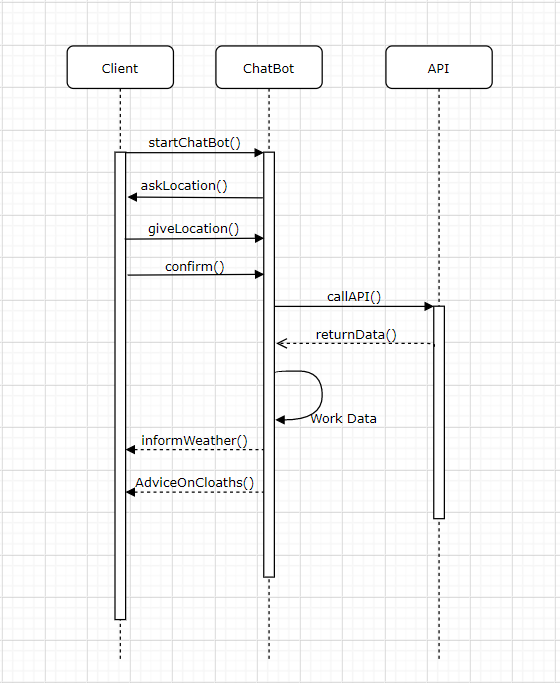 Client
ChatBot
API
startChatBot()
askLocation()
giveLocation()
confirm()
callAPI()
returnData()
Work Data
informWeather()
AdviceOnCloaths()